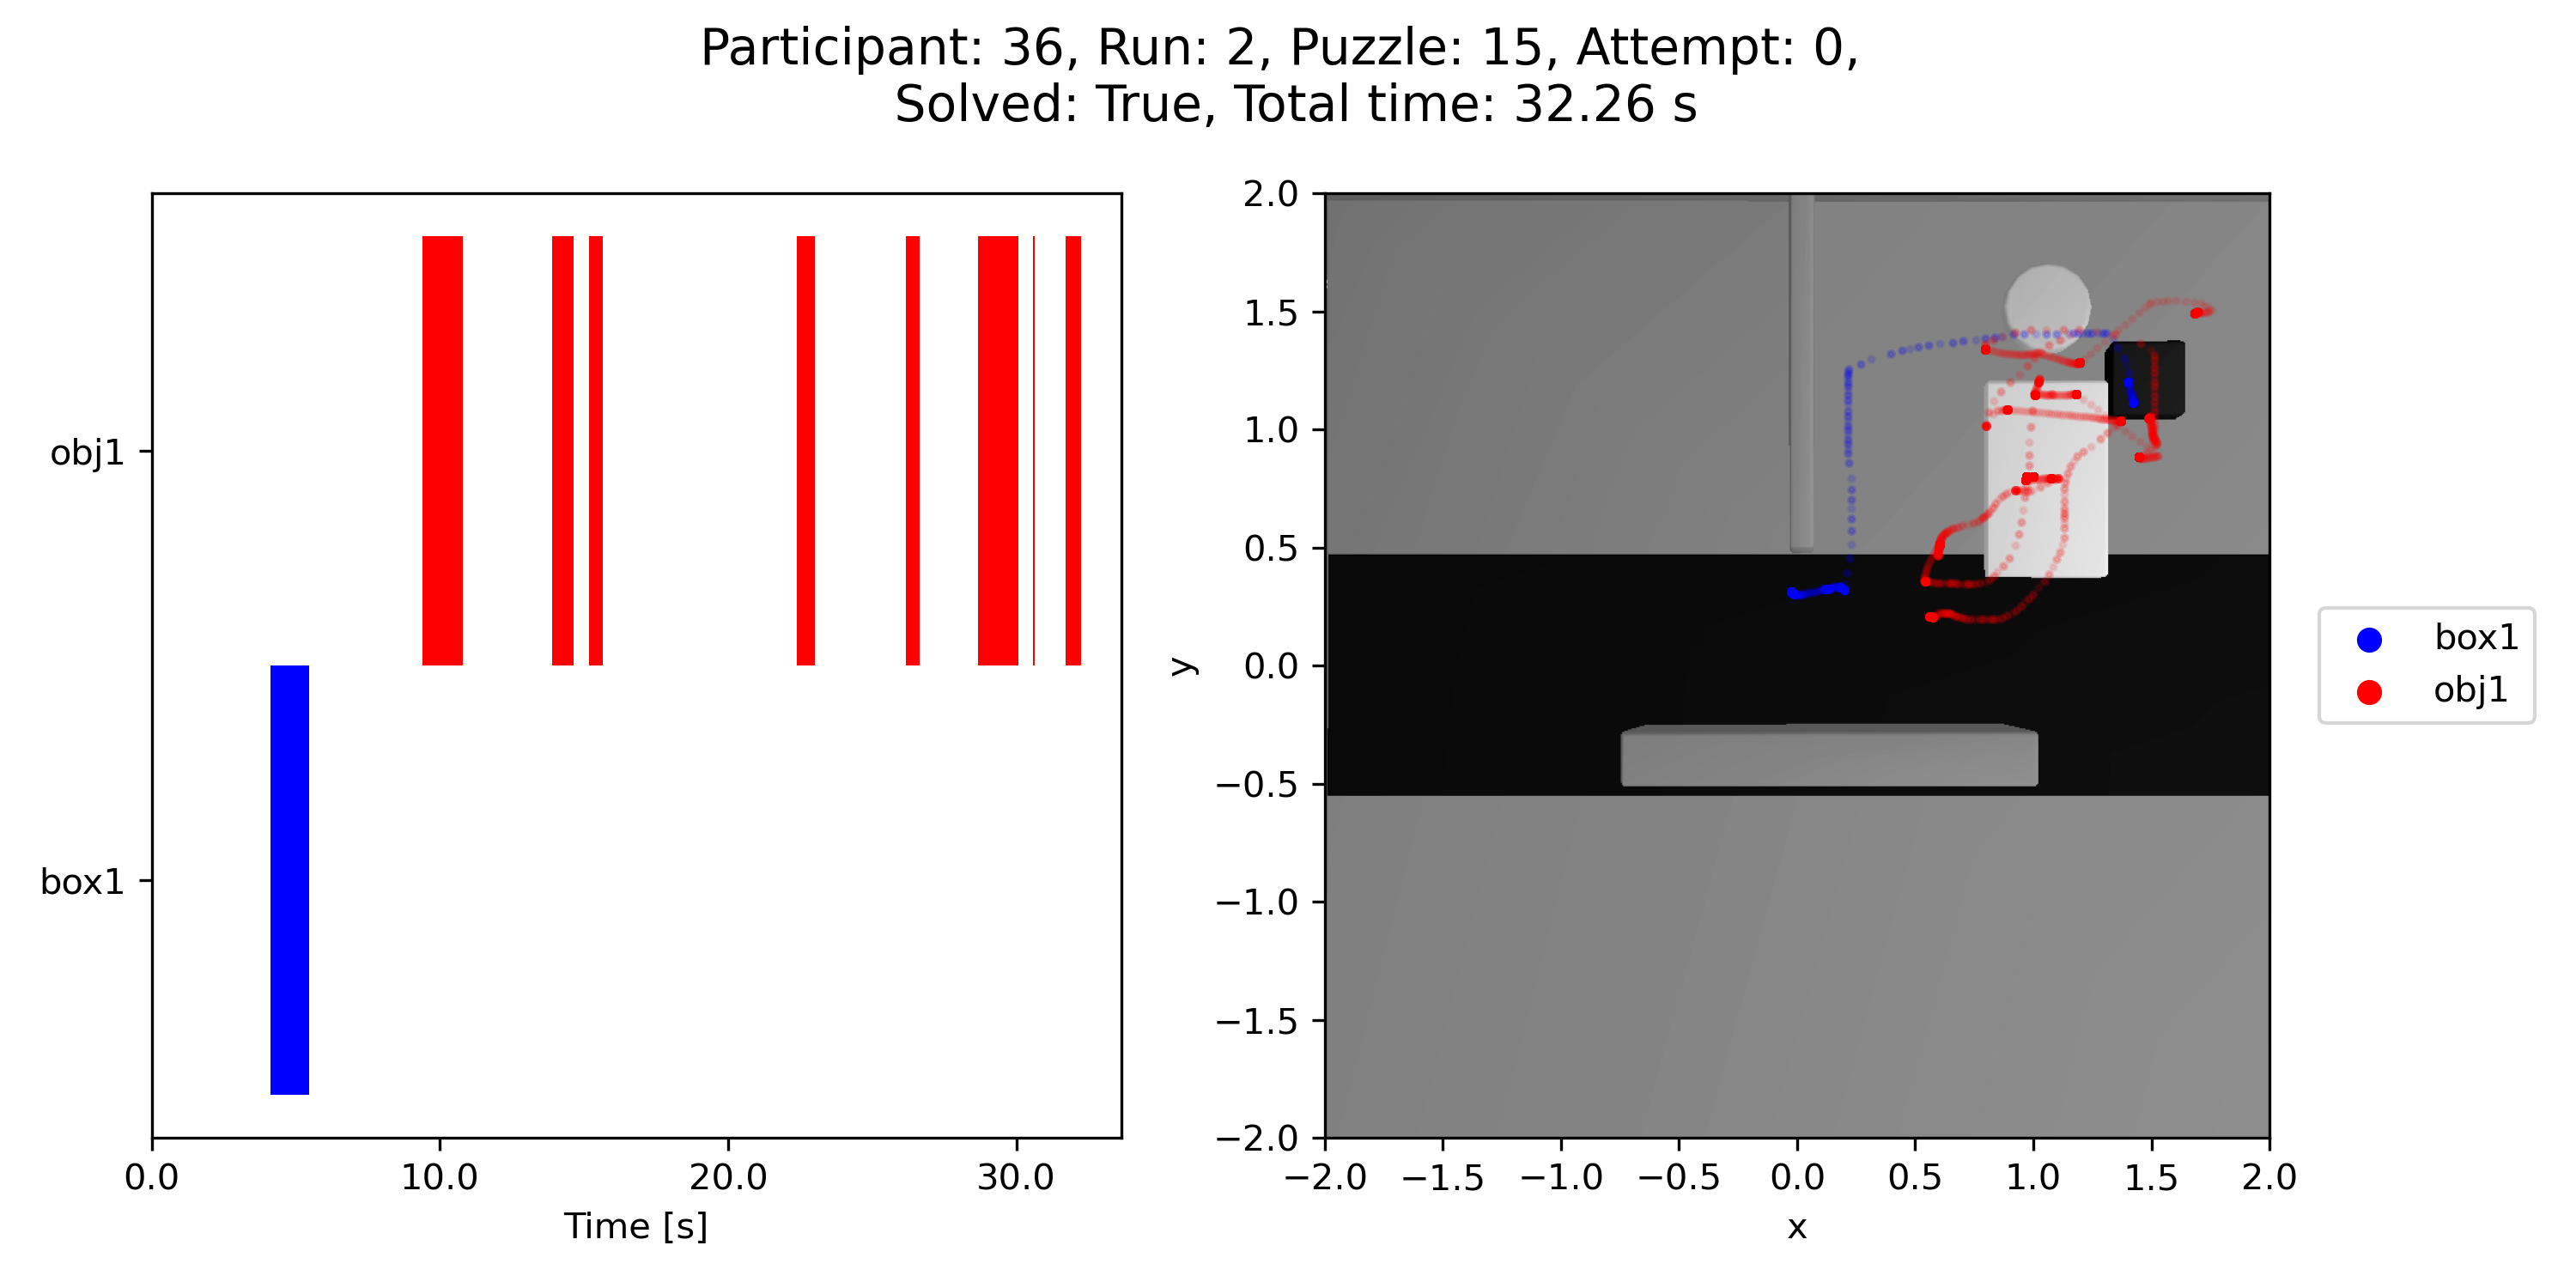 Participant: 36, Run: 2, Puzzle: 15, Attempt: 0,
Solved: True, Total time: 32.26 s
obj1
box1
0.0 10.0 20.0 30.0
Time [s]
2.0
1.5
1.0
0.5
0.0
−0.5
−1.0
−1.5
−2.0
y
−2.0 −1.5 −1.0 −0.5 0.0 0.5 1.0 1.5 2.0
x
box1
obj1